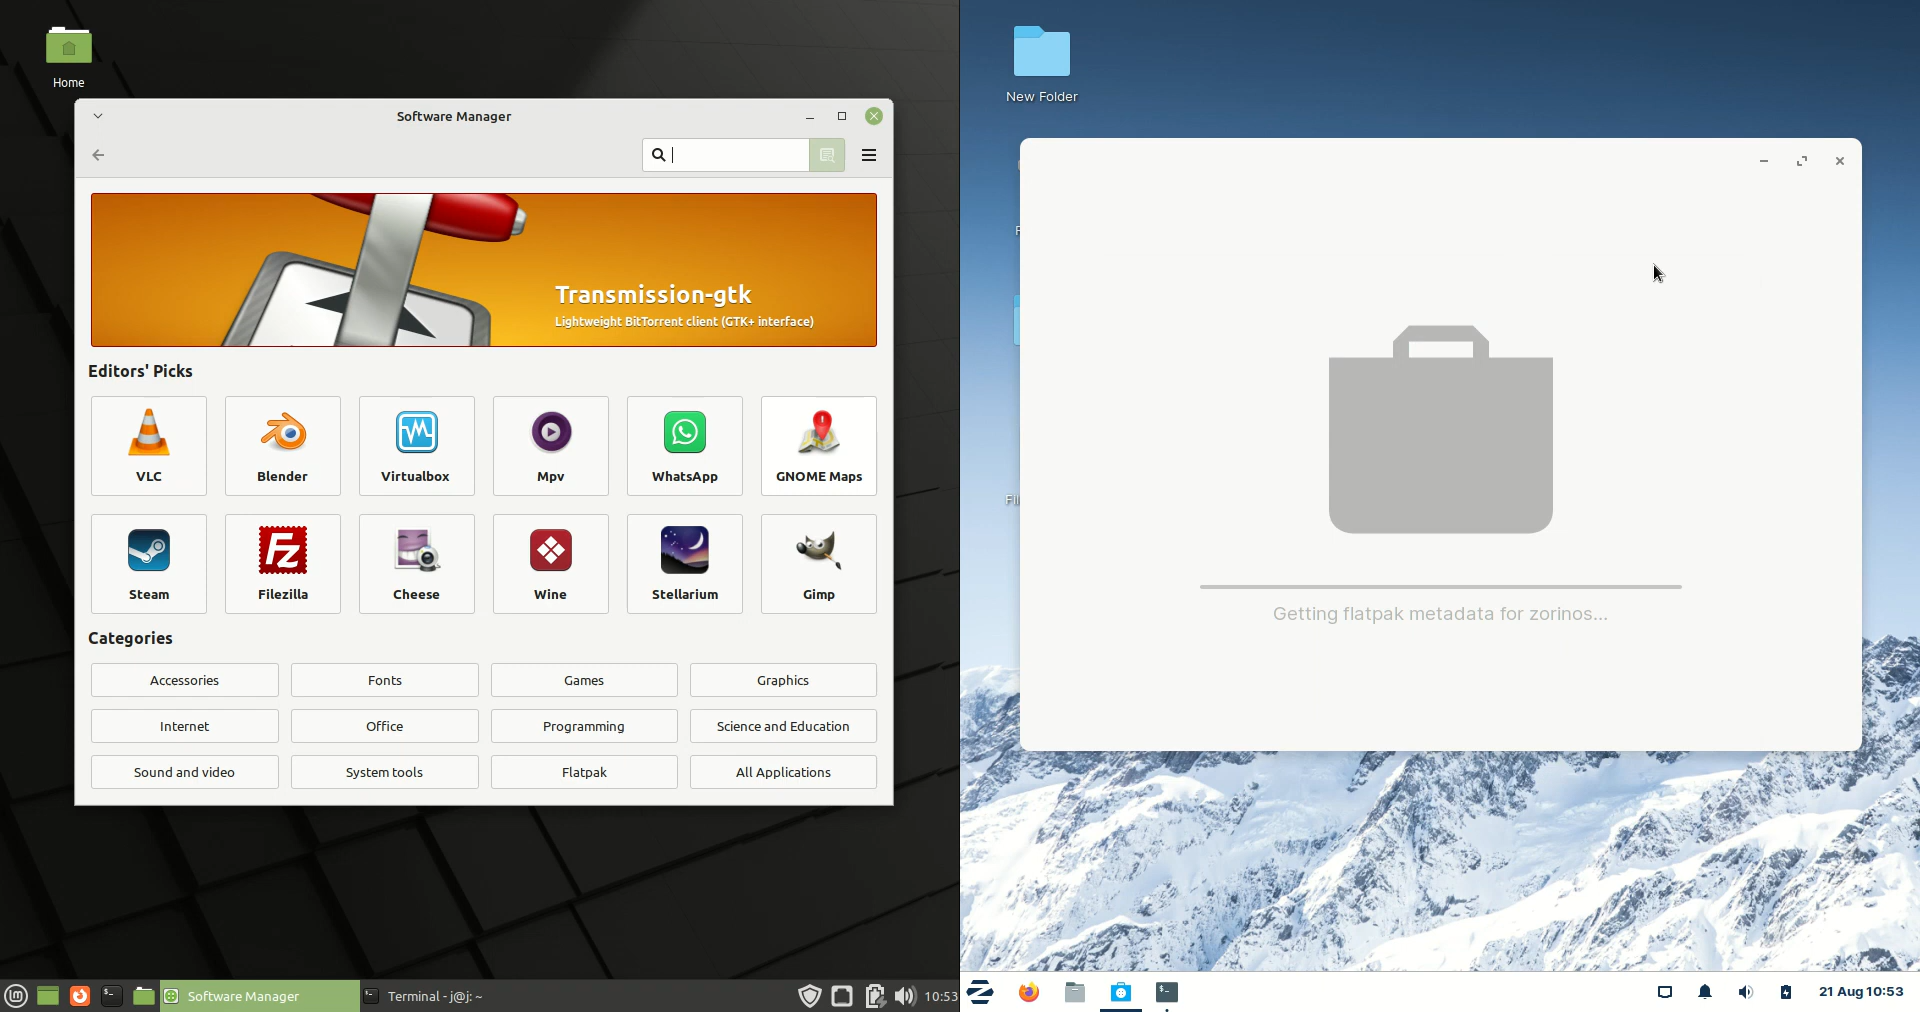 Home
Software Manager
Transmission-gtk
Lightweight BitTorrent client (GTK+ interface)
Editors' Picks
VLC
Blender
Virtualbox
Mpv
WhatsApp
GNOME Maps
Steam
Filezilla
Cheese
Wine
Stellarium
Gimp
Categories
Accessories
Fonts
Games
Graphics
Internet
Office
Programming
Science and Education
Sound and video
System tools
Flatpak
All Applications
Software Manager
Terminal - j@j: ~
10:53
New Folder
Getting flatpak metadata for zorinos...
21 Aug 10:53